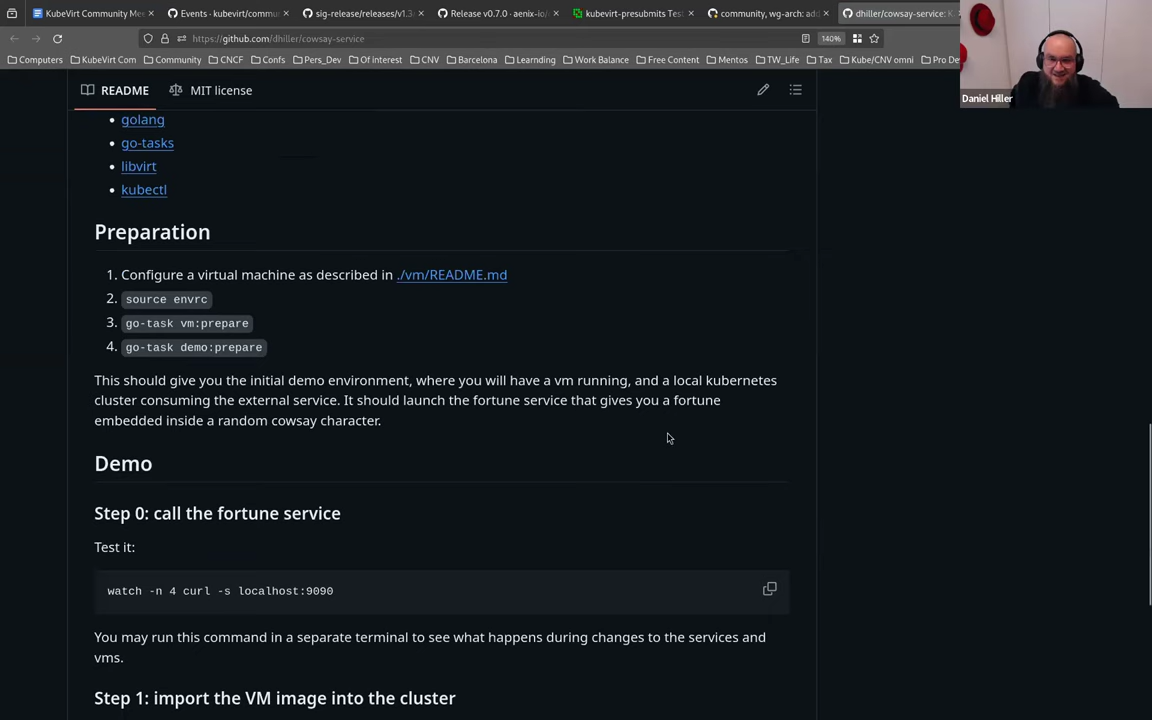 KubeVirt Community Mee
Events · kubevirt/commu
sig-release/releases/v1.3
Release v0.7.0 · aenix-io/
kubevirt-presubmits Tes
community, wg-arch: add
dhiller/cowsay-service: K
https://github.com/dhiller/cowsay-service
140%
Computers
KubeVirt Com
Community
CNCF
Confs
Pers_Dev
Of interest
CNV
Barcelona
Learnding
Work Balance
Free Content
Mentos
TW_Life
Tax
Kube/CNV omni
Pro De
Daniel Hiller
README
MIT license
golang
go-tasks
libvirt
kubectl
Preparation
1. Configure a virtual machine as described in ./vm/README.md
2. source envrc
3. go-task vm:prepare
4. go-task demo:prepare
This should give you the initial demo environment, where you will have a vm running, and a local kubernetes
cluster consuming the external service. It should launch the fortune service that gives you a fortune
embedded inside a random cowsay character.
Demo
Step 0: call the fortune service
Test it:
watch -n 4 curl -s localhost:9090
You may run this command in a separate terminal to see what happens during changes to the services and
vms.
Step 1: import the VM image into the cluster